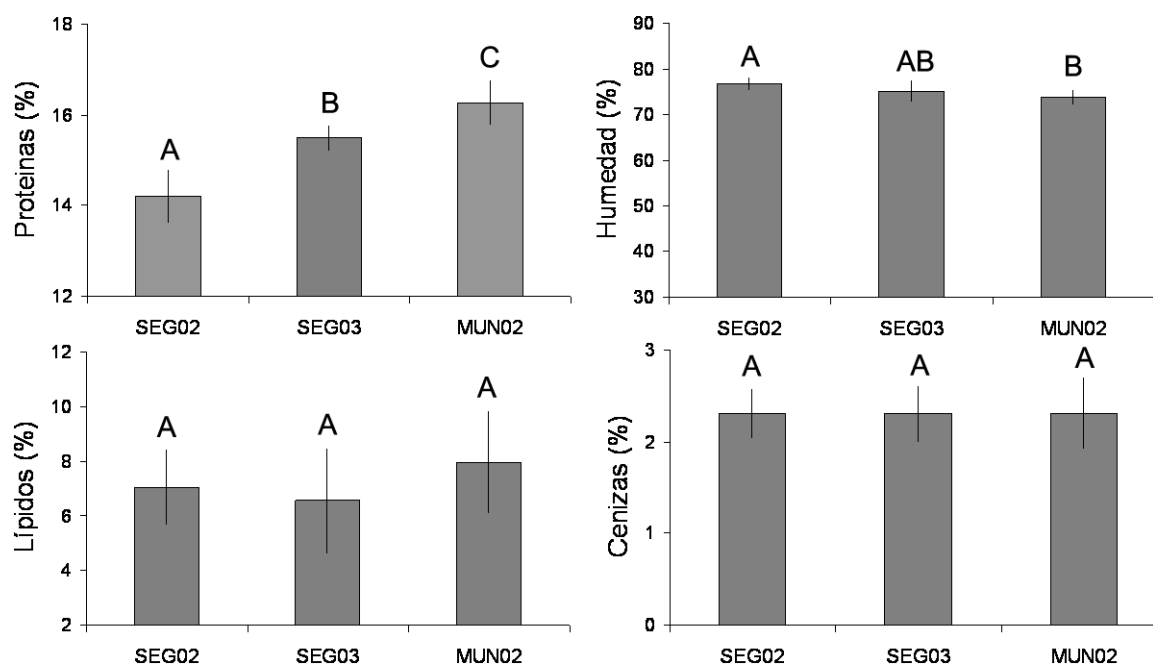 Proteinas (%)
18
16
14
12
A
B
C
SEG02
SEG03
MUN02
Humedad (%)
90
80
70
60
50
40
30
A
AB
B
SEG02
SEG03
MUN02
Lípidos (%)
12
10
8
6
4
2
A
A
A
SEG02
SEG03
MUN02
Cenizas (%)
3
2
1
0
A
A
A
SEG02
SEG03
MUN02